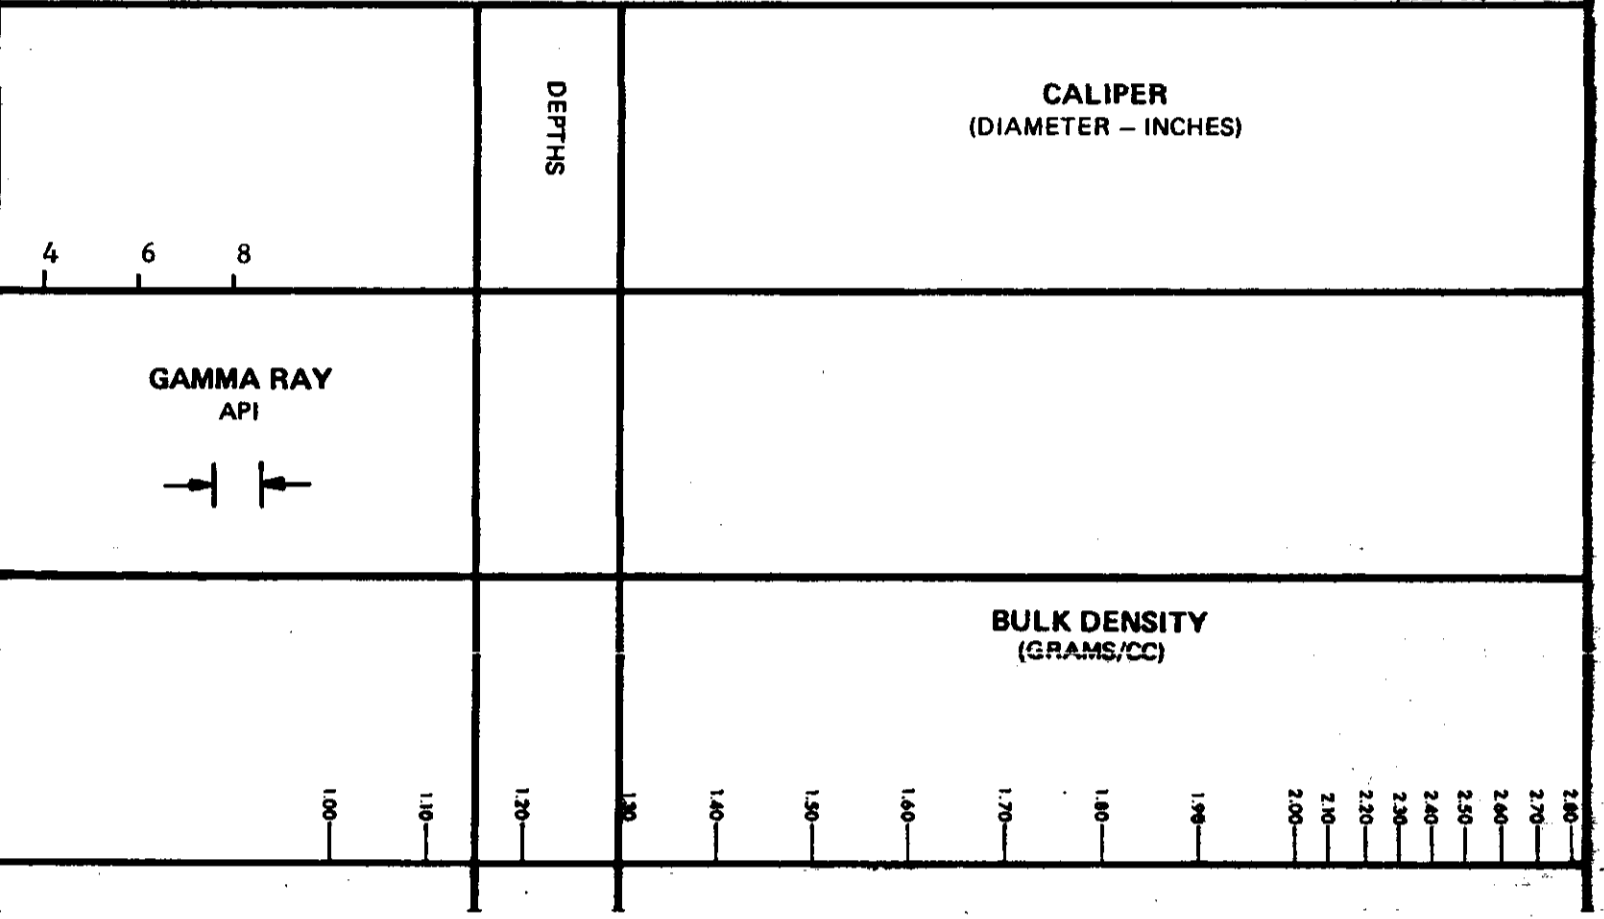 DEPTHS
CALIPER
(DIAMETER – INCHES)
4 6 8
GAMMA RAY
API
BULK DENSITY
(GRAMS/CC)
1.00 1.10 1.20 1.30 1.40 1.50 1.60 1.70 1.80 1.90 2.00 2.10 2.20 2.30 2.40 2.50 2.60 2.70 2.80